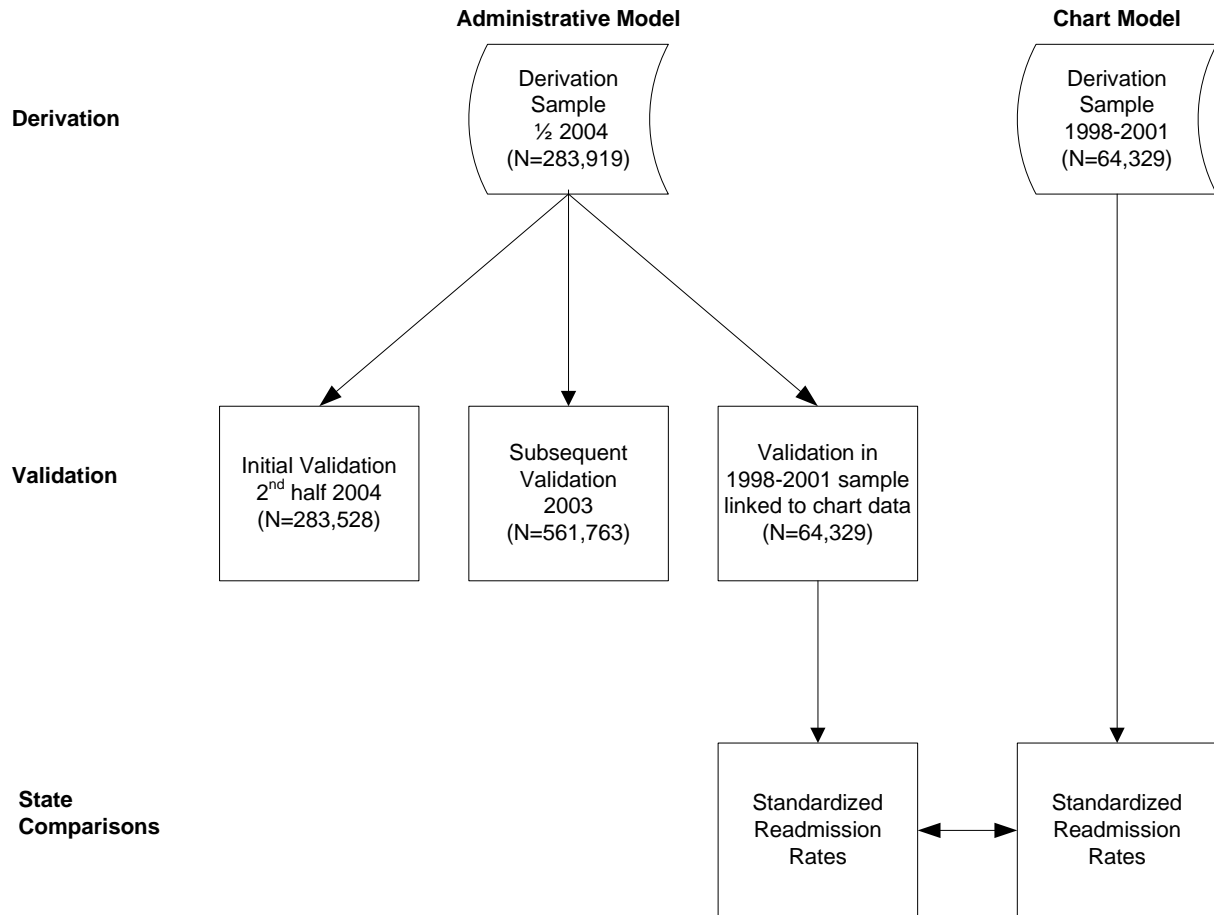 Administrative Model
Chart Model
Derivation
Derivation
Sample
½ 2004
(N=283,919)
Derivation
Sample
1998-2001
(N=64,329)
Validation
Initial Validation
2nd half 2004
(N=283,528)
Subsequent
Validation
2003
(N=561,763)
Validation in
1998-2001 sample
linked to chart data
(N=64,329)
State
Comparisons
Standardized
Readmission
Rates
Standardized
Readmission
Rates